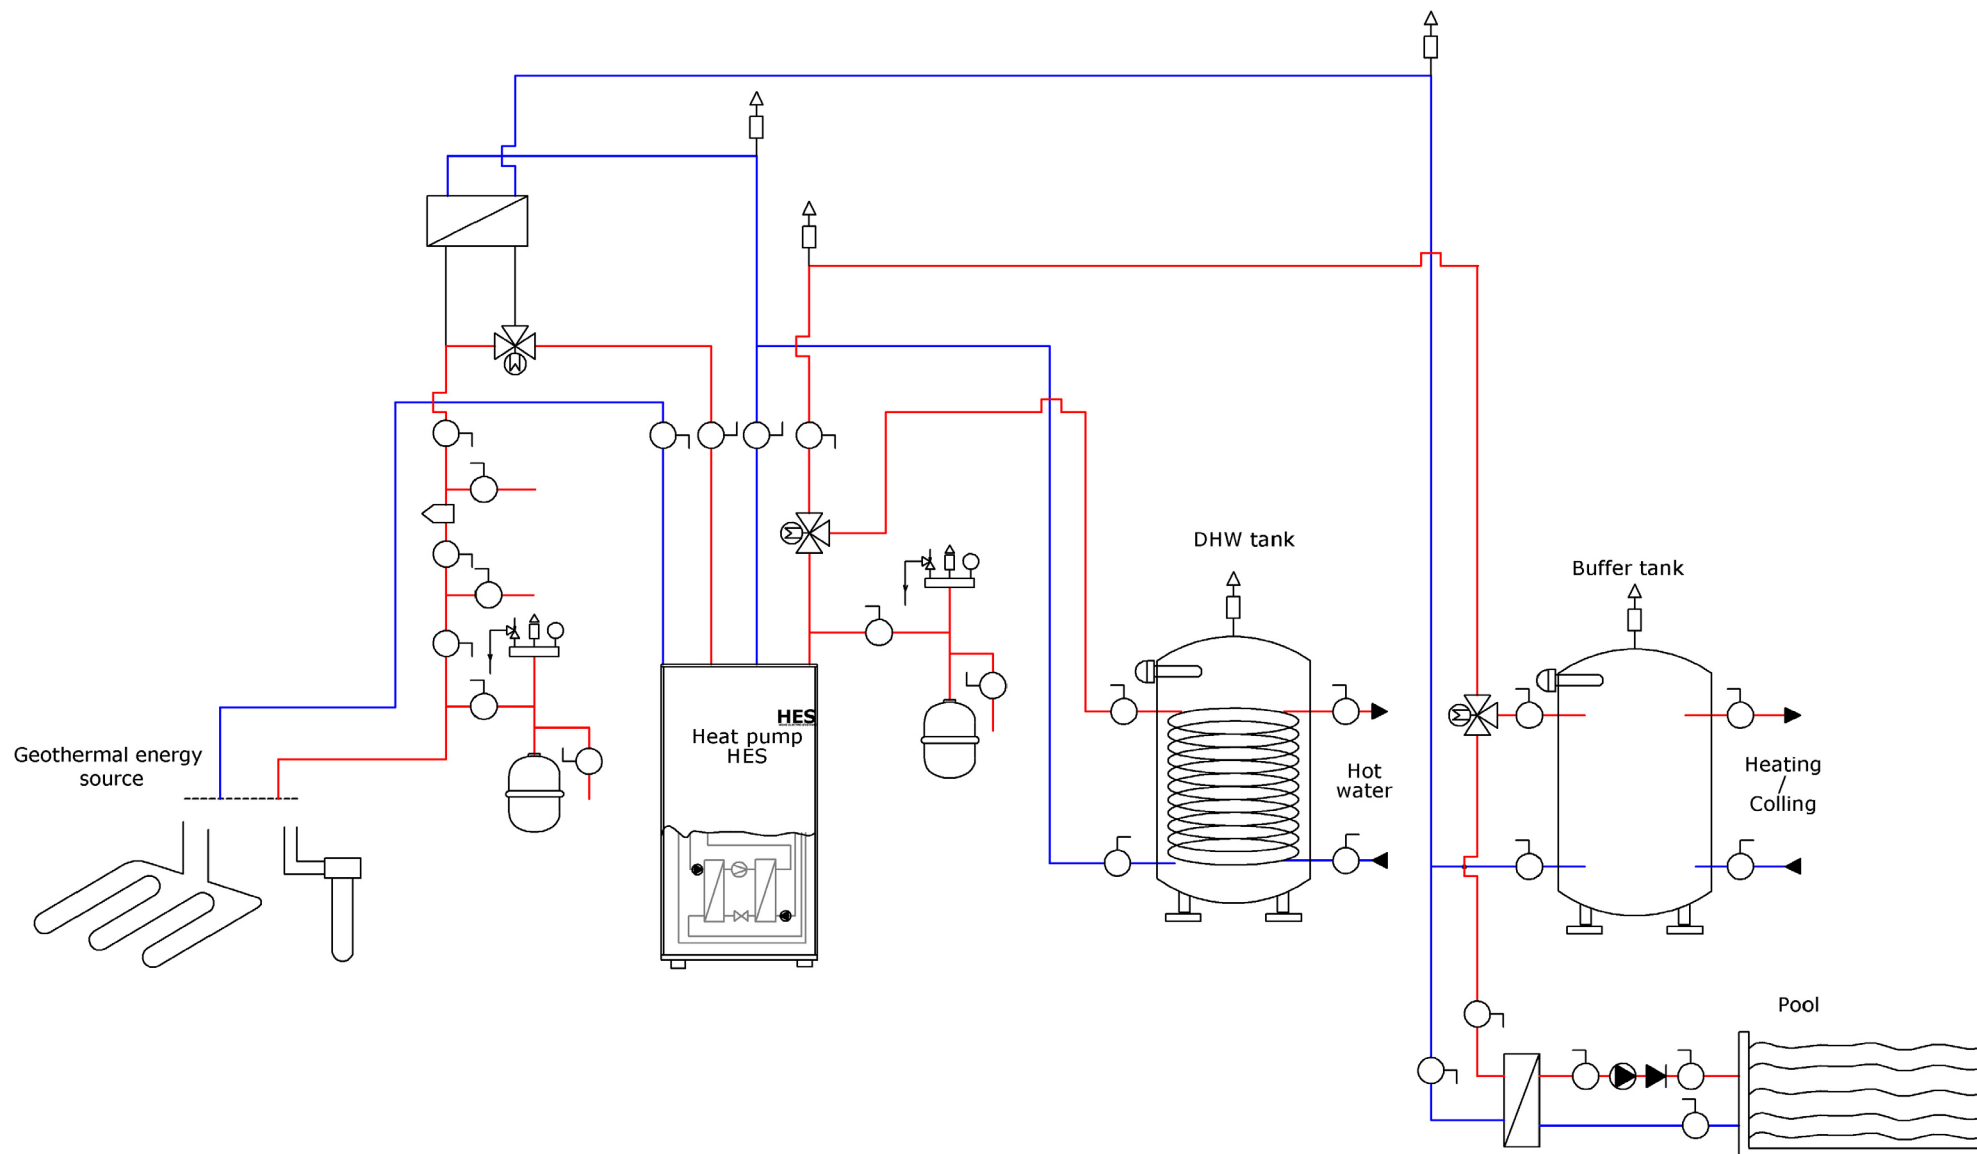 DHW tank
Buffer tank
HES
Heat pump
HES
Geothermal energy
source
Hot
water
Heating
/
Colling
Pool